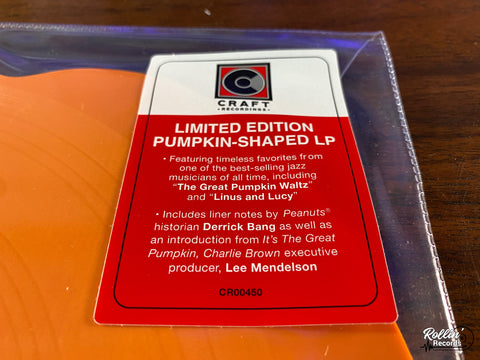 CRAFT
• RECORDINGS •
LIMITED EDITION
PUMPKIN-SHAPED LP
• Featuring timeless favorites from
one of the best-selling jazz
musicians of all time, including
"The Great Pumpkin Waltz"
and "Linus and Lucy"
• Includes liner notes by Peanuts®
historian Derrick Bang as well as
an introduction from It's The Great
Pumpkin, Charlie Brown executive
producer, Lee Mendelson
CR00450
Rollin'
Records